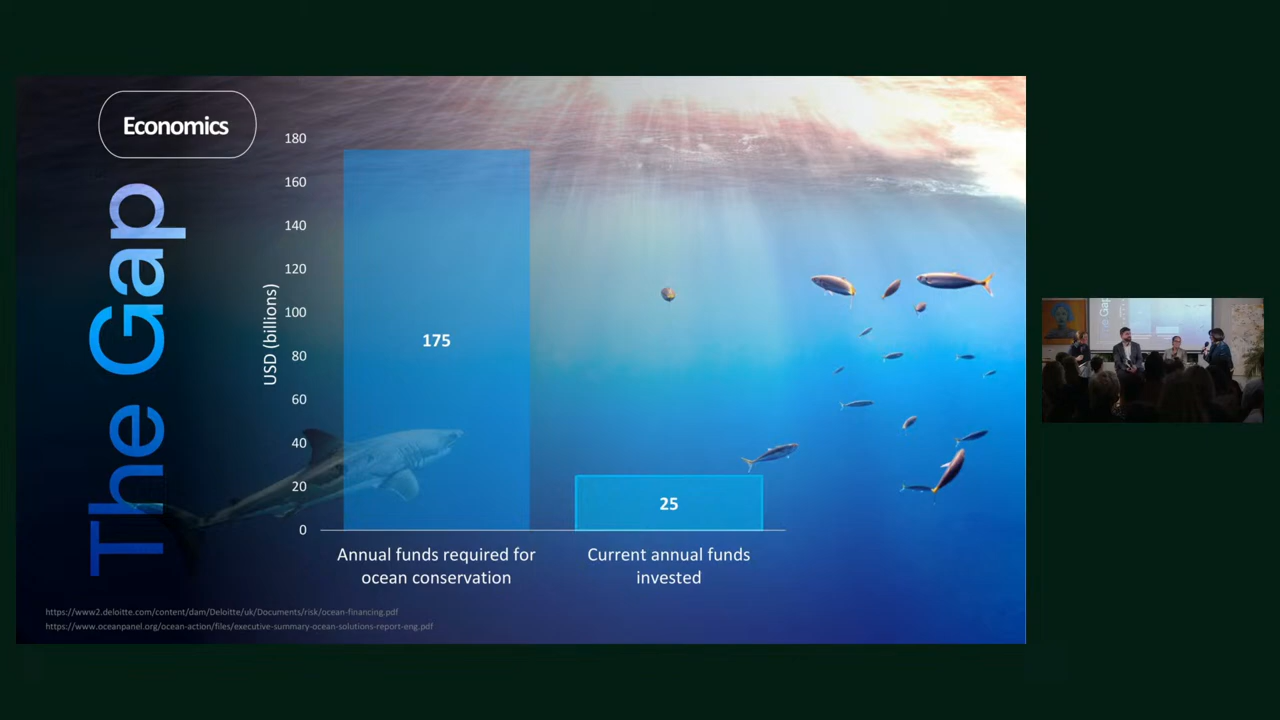 Economics
The Gap
USD (billions)
180
160
140
120
100
80
60
40
20
0
175
25
Annual funds required for
ocean conservation
Current annual funds
invested
https://www2.deloitte.com/content/dam/Deloitte/uk/Documents/risk/ocean-financing.pdf
https://www.oceanpanel.org/ocean-action/files/executive-summary-ocean-solutions-report-eng.pdf
The Gap